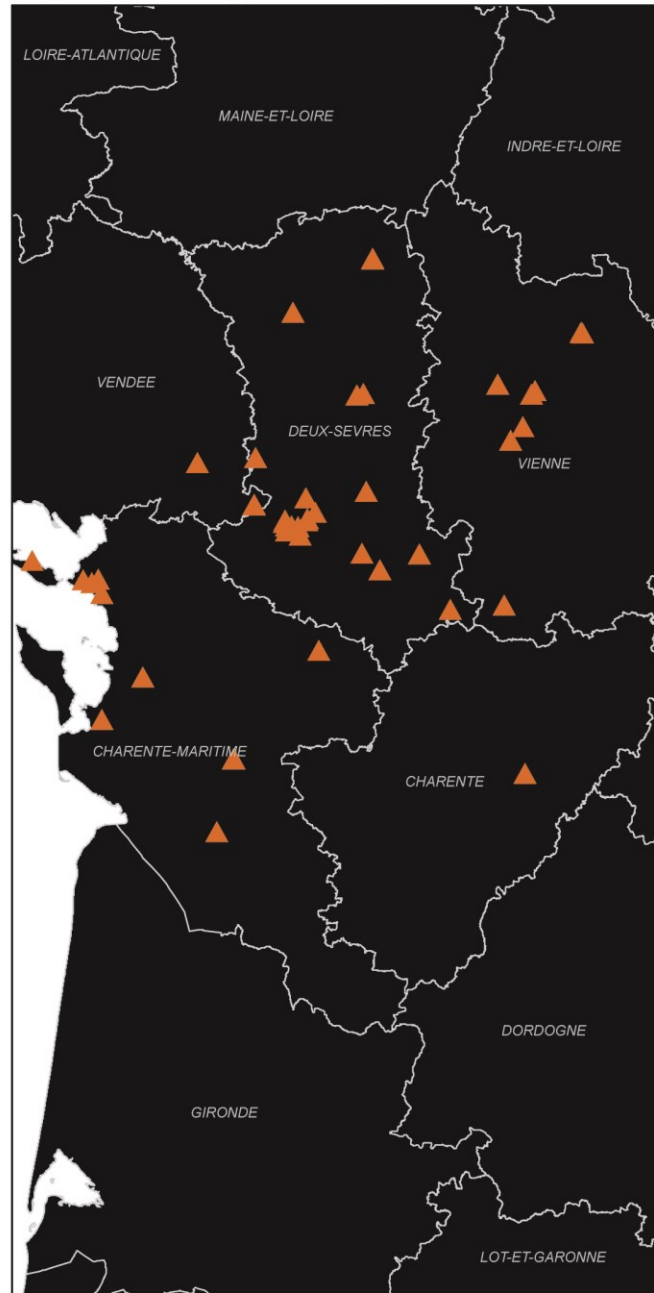 LOIRE-ATLANTIQUE
MAINE-ET-LOIRE
INDRE-ET-LOIRE
VENDEE
DEUX-SEVRES
VIENNE
CHARENTE-MARITIME
CHARENTE
DORDOGNE
GIRONDE
LOT-ET-GARONNE